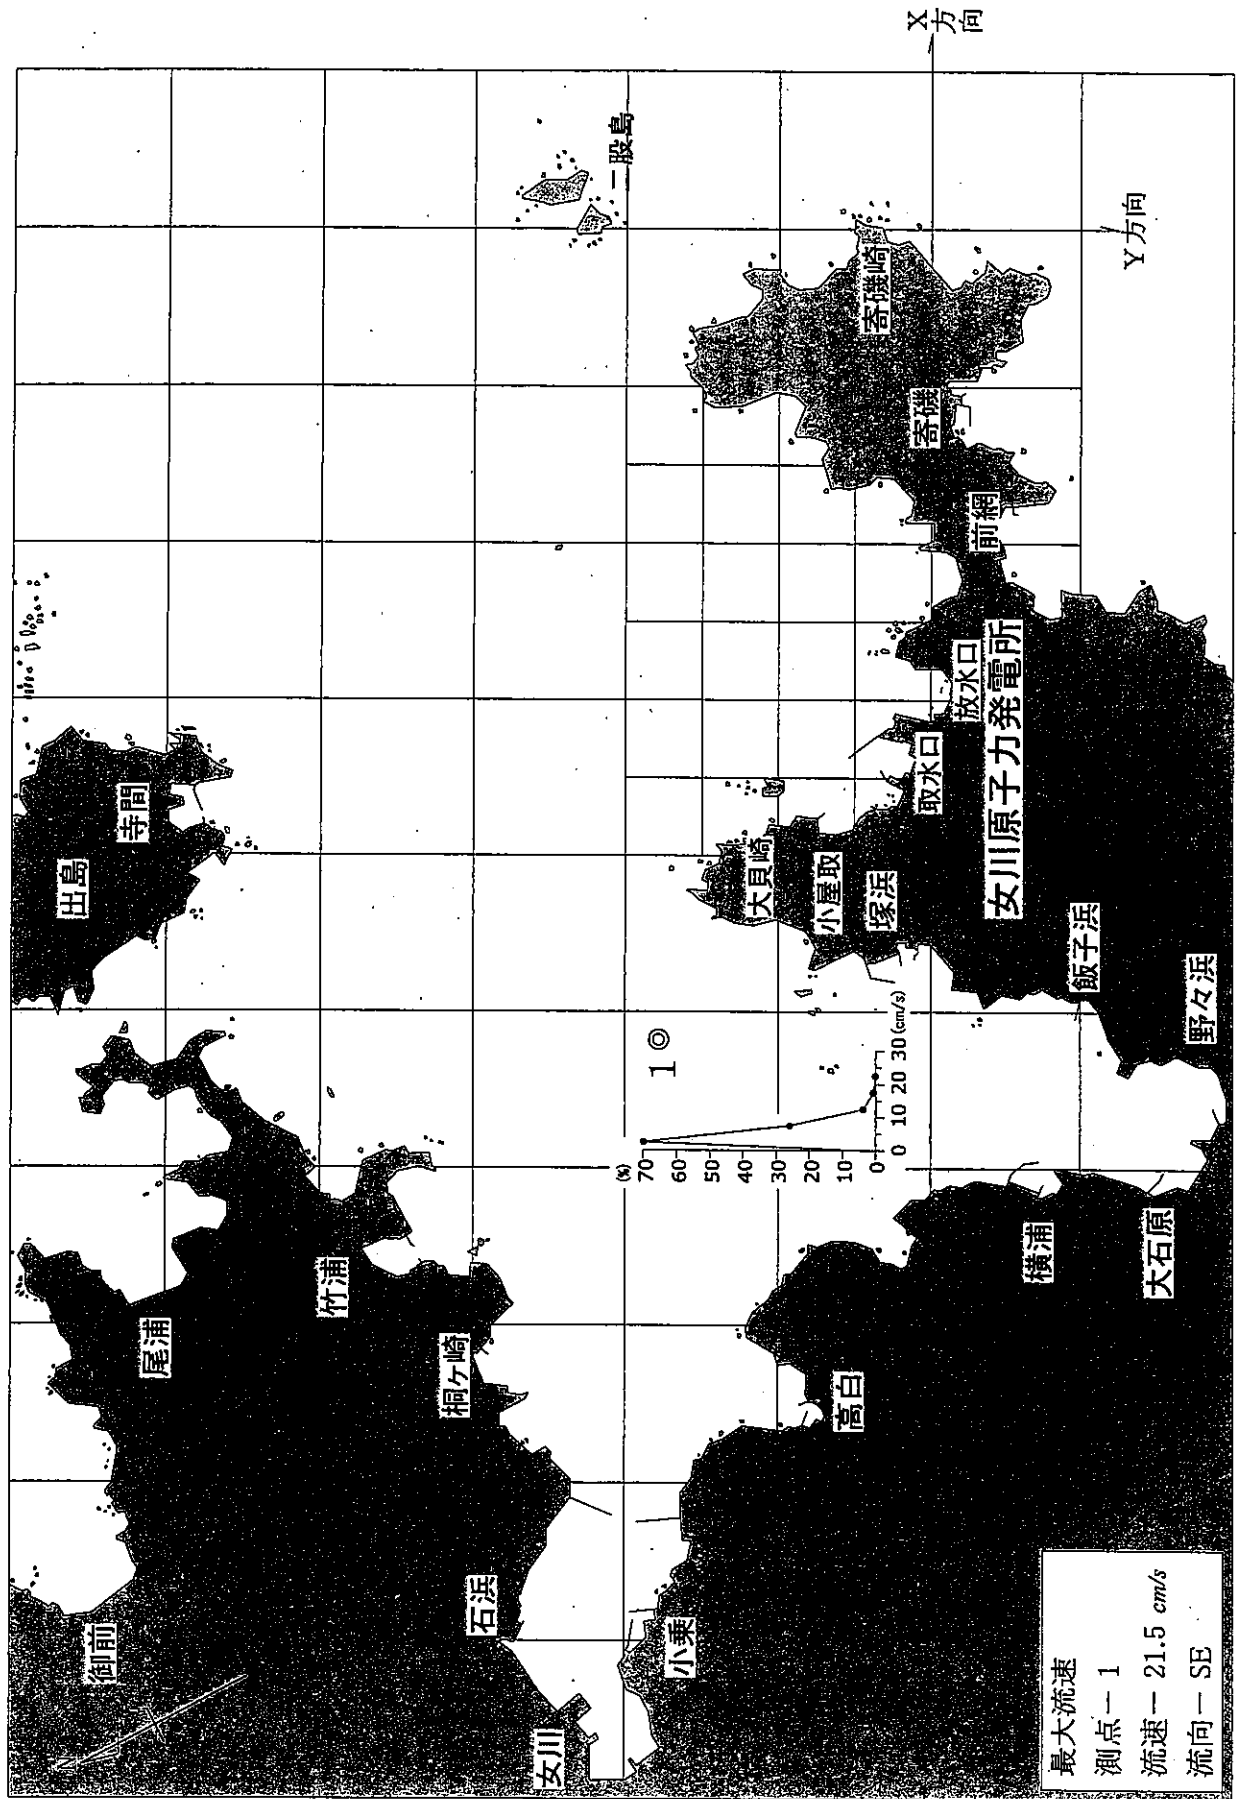 御前
尾浦
竹浦
桐ケ崎
石浜
女川
小乗
高白
横浦
大石原
野々浜
飯子浜
塚浜
小屋取
大貝崎
出島
寺間
取水口
放水口
女川原子力発電所
前網
寄磯
寄磯崎
二股島
X方向
Y方向
1
(%)
70
60
50
40
30
20
10
0
0 10 20 30 (cm/s)
最大流速
測点ー 1
流速ー 21.5 cm/s
流向ー SE